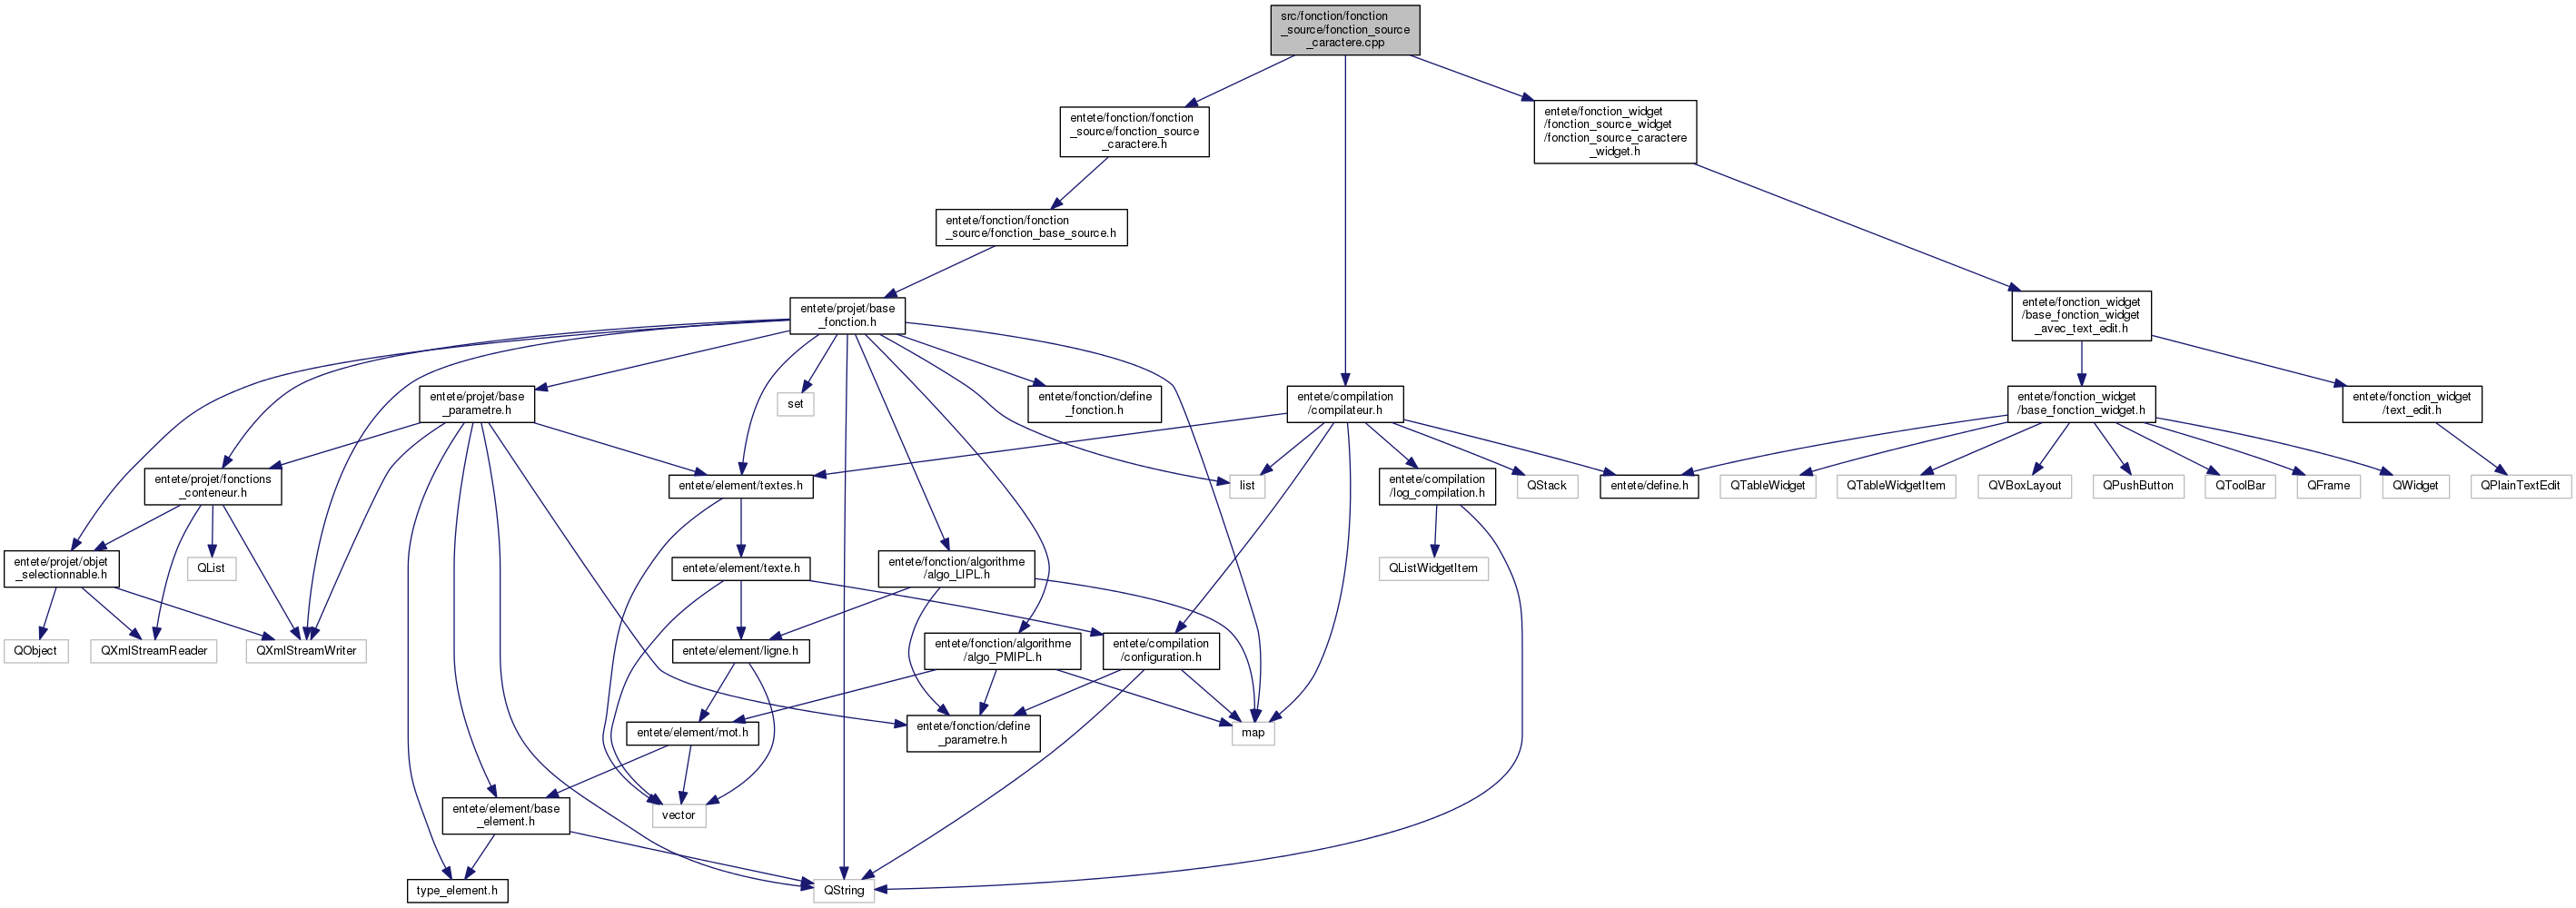 src/fonction/fonction
_source/fonction_source
_caractere.cpp
entete/fonction/fonction
_source/fonction_source
_caractere.h
entete/fonction_widget
/fonction_source_widget
/fonction_source_caractere
_widget.h
entete/fonction/fonction
_source/fonction_base_source.h
entete/projet/base
_fonction.h
entete/fonction_widget
/base_fonction_widget
_avec_text_edit.h
entete/projet/base
_parametre.h
set
entete/fonction/define
_fonction.h
entete/compilation
/compilateur.h
entete/fonction_widget
/base_fonction_widget.h
entete/fonction_widget
/text_edit.h
entete/projet/fonctions
_conteneur.h
entete/element/textes.h
list
entete/compilation
/log_compilation.h
QStack
entete/define.h
QTableWidget
QTableWidgetItem
QVBoxLayout
QPushButton
QToolBar
QFrame
QWidget
QPlainTextEdit
entete/projet/objet
_selectionnable.h
QList
entete/element/texte.h
entete/fonction/algorithme
/algo_LIPL.h
QListWidgetItem
QObject
QXmlStreamReader
QXmlStreamWriter
entete/element/ligne.h
entete/fonction/algorithme
/algo_PMIPL.h
entete/compilation
/configuration.h
entete/element/mot.h
entete/fonction/define
_parametre.h
map
entete/element/base
_element.h
vector
type_element.h
QString